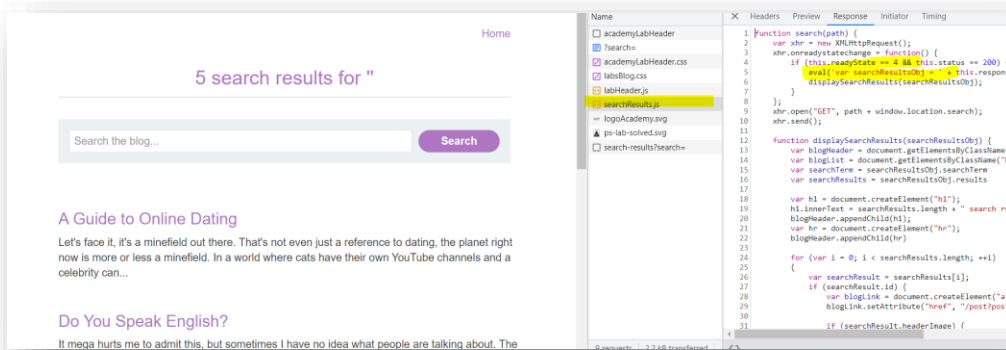 Home
5 search results for ''
Search the blog...
Search
A Guide to Online Dating
Let's face it, it's a minefield out there. That's not even just a reference to dating, the planet right
now is more or less a minefield. In a world where cats have their own YouTube channels and a
celebrity can...
Do You Speak English?
It mega hurts me to admit this, but sometimes I have no idea what people are talking about. The
Name
academyLabHeader
?search=
academyLabHeader.css
labsBlog.css
labHeader.js
searchResults.js
logoAcademy.svg
ps-lab-solved.svg
search-results?search=
9 requests
2.2 kB transferred
Headers Preview Response Initiator Timing
1 function search(path) {
2 var xhr = new XMLHttpRequest();
3 xhr.onreadystatechange = function() {
4 if (this.readyState == 4 && this.status == 200)
5 eval('var searchResultsObj = ' + this.respon
6 displaySearchResults(searchResultsObj);
7 }
8 };
9 xhr.open("GET", path + window.location.search);
10 xhr.send();
11
12 function displaySearchResults(searchResultsObj) {
13 var blogHeader = document.getElementsByClassName
14 var blogList = document.getElementsByClassName("
15 var searchTerm = searchResultsObj.searchTerm
16 var searchResults = searchResultsObj.results
17
18 var h1 = document.createElement("h1");
19 h1.innerText = searchResults.length + " search r
20 blogHeader.appendChild(h1);
21 var hr = document.createElement("hr");
22 blogHeader.appendChild(hr)
23
24 for (var i = 0; i < searchResults.length; ++i)
25 {
26 var searchResult = searchResults[i];
27 if (searchResult.id) {
28 var blogLink = document.createElement("a
29 blogLink.setAttribute("href", "/post?pos
30
31 if (searchResult.headerImage) {